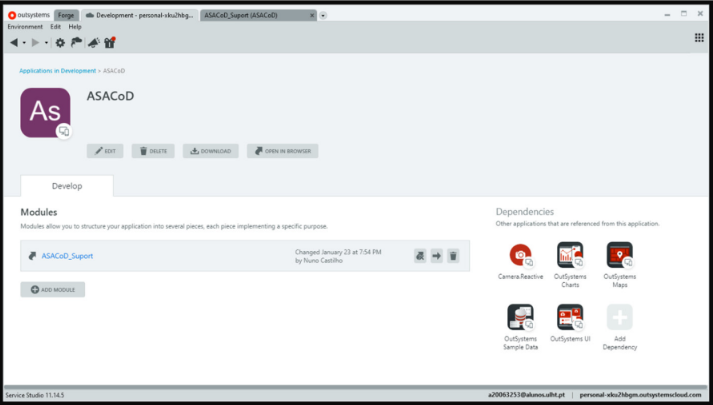 outsystems Forge Development - personal-xku2hbg... ASACoD_Suport (ASACoD)
Environment Edit Help
Applications in Development > ASACoD
As
ASACoD
EDIT DELETE DOWNLOAD OPEN IN BROWSER
Develop
Modules
Modules allow you to structure your application into several pieces, each piece implementing a specific purpose.
ASACoD_Suport
Changed January 23 at 7:54 PM
by Nuno Castilho
ADD MODULE
Dependencies
Other applications that are referenced from this application.
Camera.Reactive
OutSystems
Charts
OutSystems
Maps
OutSystems
Sample Data
OutSystems UI
Add
Dependency
Service Studio 11.14.5
a20063253@alunos.ulht.pt | personal-xku2hbgm.outsystemscloud.com